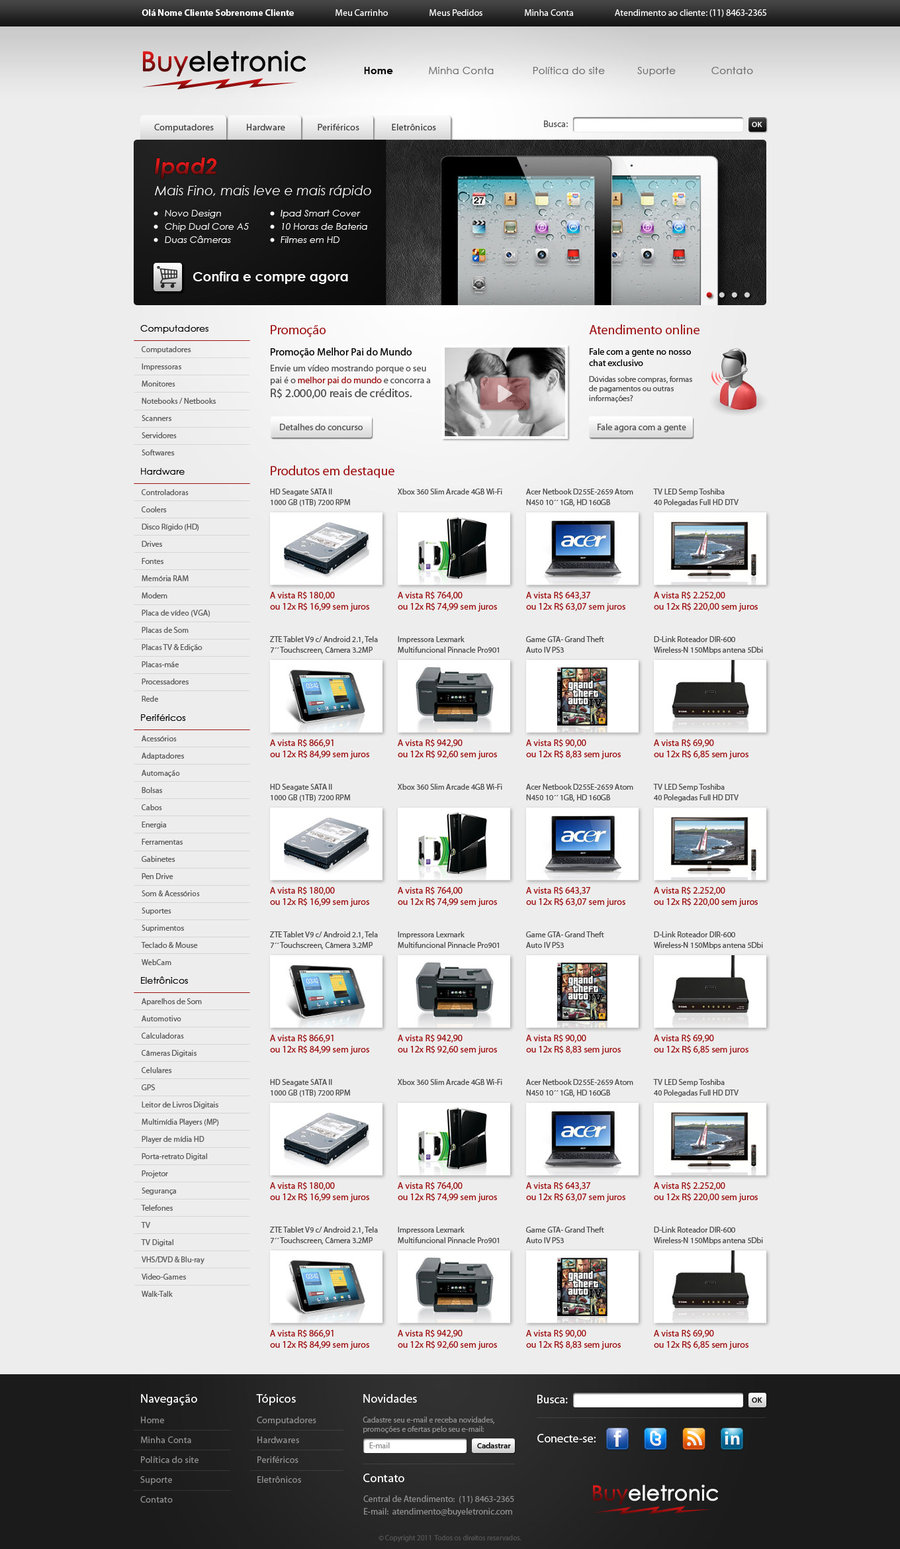 Olá Nome Cliente Sobrenome Cliente
Meu Carrinho
Meus Pedidos
Minha Conta
Atendimento ao cliente: (11) 8463-2365
Buyeletronic
Home
Minha Conta
Política do site
Suporte
Contato
Computadores
Hardware
Periféricos
Eletrônicos
Busca:
OK
Ipad2
Mais Fino, mais leve e mais rápido
Novo Design
Chip Dual Core A5
Duas Câmeras
Ipad Smart Cover
10 Horas de Bateria
Filmes em HD
Confira e compre agora
Computadores
Computadores
Impressoras
Monitores
Notebooks / Netbooks
Scanners
Servidores
Softwares
Hardware
Controladoras
Coolers
Disco Rígido (HD)
Drives
Fontes
Memória RAM
Modem
Placa de vídeo (VGA)
Placas de Som
Placas TV & Edição
Placas-mãe
Processadores
Rede
Periféricos
Acessórios
Adaptadores
Automação
Bolsas
Cabos
Energia
Ferramentas
Gabinetes
Pen Drive
Som & Acessórios
Suportes
Suprimentos
Teclado & Mouse
WebCam
Eletrônicos
Aparelhos de Som
Automotivo
Calculadoras
Câmeras Digitais
Celulares
GPS
Leitor de Livros Digitais
Multimídia Players (MP)
Player de mídia HD
Porta-retrato Digital
Projetor
Segurança
Telefones
TV
TV Digital
VHS/DVD & Blu-ray
Video-Games
Walk-Talk
Promoção
Promoção Melhor Pai do Mundo
Envie um vídeo mostrando porque o seu
pai é o melhor pai do mundo e concorra a
R$ 2.000,00 reais de créditos.
Detalhes do concurso
Atendimento online
Fale com a gente no nosso
chat exclusivo
Dúvidas sobre compras, formas
de pagamentos ou outras
informações?
Fale agora com a gente
Produtos em destaque
HD Seagate SATA II
1000 GB (1TB) 7200 RPM
A vista R$ 180,00
ou 12x R$ 16,99 sem juros
Xbox 360 Slim Arcade 4GB Wi-Fi
A vista R$ 764,00
ou 12x R$ 74,99 sem juros
Acer Netbook D255E-2659 Atom
N450 10´´ 1GB, HD 160GB
acer
A vista R$ 643,37
ou 12x R$ 63,07 sem juros
TV LED Semp Toshiba
40 Polegadas Full HD DTV
A vista R$ 2.252,00
ou 12x R$ 220,00 sem juros
ZTE Tablet V9 c/ Android 2.1, Tela
7´´ Touchscreen, Câmera 3.2MP
A vista R$ 866,91
ou 12x R$ 84,99 sem juros
Impressora Lexmark
Multifuncional Pinnacle Pro901
A vista R$ 942,90
ou 12x R$ 92,60 sem juros
Game GTA- Grand Theft
Auto IV PS3
grand
theft
auto IV
A vista R$ 90,00
ou 12x R$ 8,83 sem juros
D-Link Roteador DIR-600
Wireless-N 150Mbps antena 5Dbi
A vista R$ 69,90
ou 12x R$ 6,85 sem juros
HD Seagate SATA II
1000 GB (1TB) 7200 RPM
A vista R$ 180,00
ou 12x R$ 16,99 sem juros
Xbox 360 Slim Arcade 4GB Wi-Fi
A vista R$ 764,00
ou 12x R$ 74,99 sem juros
Acer Netbook D255E-2659 Atom
N450 10´´ 1GB, HD 160GB
acer
A vista R$ 643,37
ou 12x R$ 63,07 sem juros
TV LED Semp Toshiba
40 Polegadas Full HD DTV
A vista R$ 2.252,00
ou 12x R$ 220,00 sem juros
ZTE Tablet V9 c/ Android 2.1, Tela
7´´ Touchscreen, Câmera 3.2MP
A vista R$ 866,91
ou 12x R$ 84,99 sem juros
Impressora Lexmark
Multifuncional Pinnacle Pro901
A vista R$ 942,90
ou 12x R$ 92,60 sem juros
Game GTA- Grand Theft
Auto IV PS3
grand
theft
auto IV
A vista R$ 90,00
ou 12x R$ 8,83 sem juros
D-Link Roteador DIR-600
Wireless-N 150Mbps antena 5Dbi
A vista R$ 69,90
ou 12x R$ 6,85 sem juros
HD Seagate SATA II
1000 GB (1TB) 7200 RPM
A vista R$ 180,00
ou 12x R$ 16,99 sem juros
Xbox 360 Slim Arcade 4GB Wi-Fi
A vista R$ 764,00
ou 12x R$ 74,99 sem juros
Acer Netbook D255E-2659 Atom
N450 10´´ 1GB, HD 160GB
acer
A vista R$ 643,37
ou 12x R$ 63,07 sem juros
TV LED Semp Toshiba
40 Polegadas Full HD DTV
A vista R$ 2.252,00
ou 12x R$ 220,00 sem juros
ZTE Tablet V9 c/ Android 2.1, Tela
7´´ Touchscreen, Câmera 3.2MP
A vista R$ 866,91
ou 12x R$ 84,99 sem juros
Impressora Lexmark
Multifuncional Pinnacle Pro901
A vista R$ 942,90
ou 12x R$ 92,60 sem juros
Game GTA- Grand Theft
Auto IV PS3
grand
theft
auto IV
A vista R$ 90,00
ou 12x R$ 8,83 sem juros
D-Link Roteador DIR-600
Wireless-N 150Mbps antena 5Dbi
A vista R$ 69,90
ou 12x R$ 6,85 sem juros
Navegação
Home
Minha Conta
Política do site
Suporte
Contato
Tópicos
Computadores
Hardwares
Periféricos
Eletrônicos
Novidades
Cadastre seu e-mail e receba novidades,
promoções e ofertas pelo seu e-mail:
E-mail
Cadastrar
Contato
Central de Atendimento: (11) 8463-2365
E-mail: atendimento@buyeletronic.com
Busca:
OK
Conecte-se:
Buyeletronic
© Copyright 2011. Todos os direitos reservados.